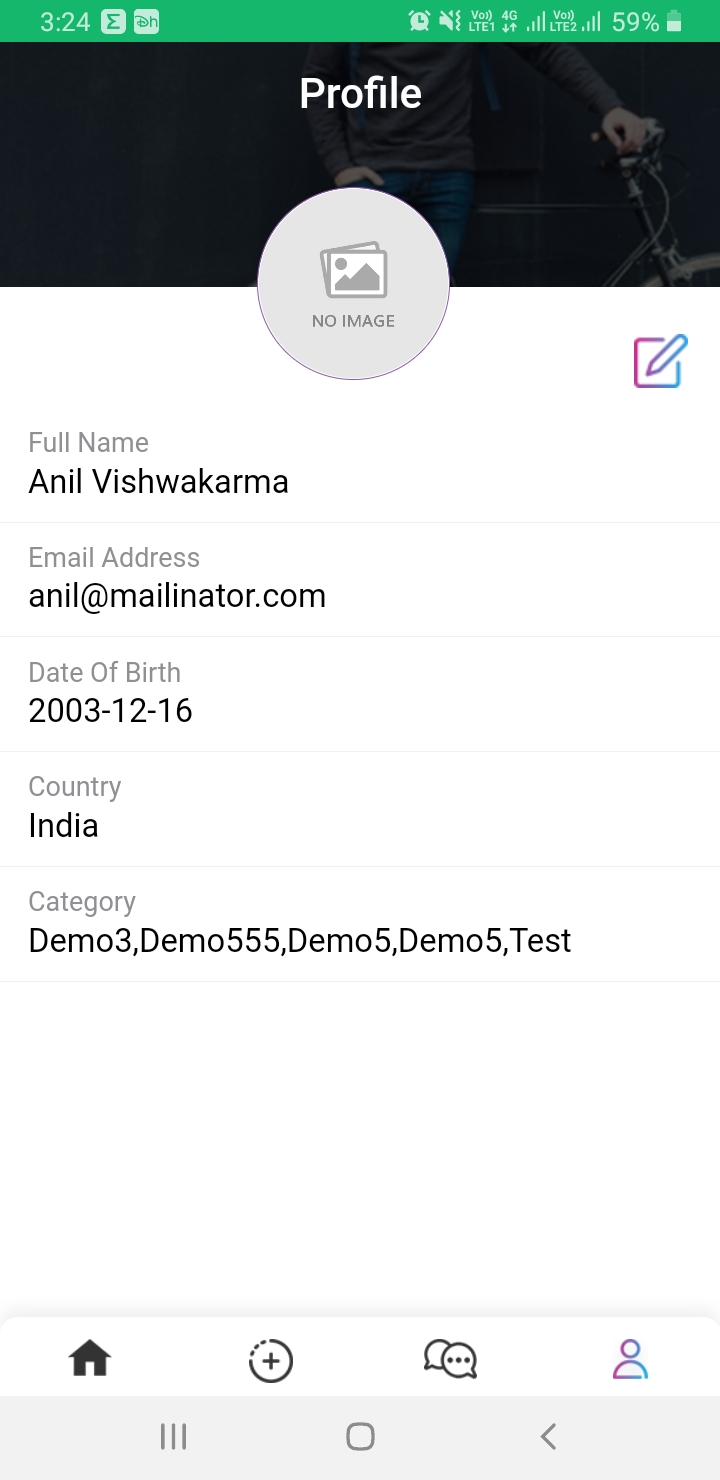 3:24 Σ Dh Vo)) LTE1 4G Vo)) LTE2 59%
Profile
NO IMAGE
Full Name
Anil Vishwakarma
Email Address
anil@mailinator.com
Date Of Birth
2003-12-16
Country
India
Category
Demo3,Demo555,Demo5,Demo5,Test